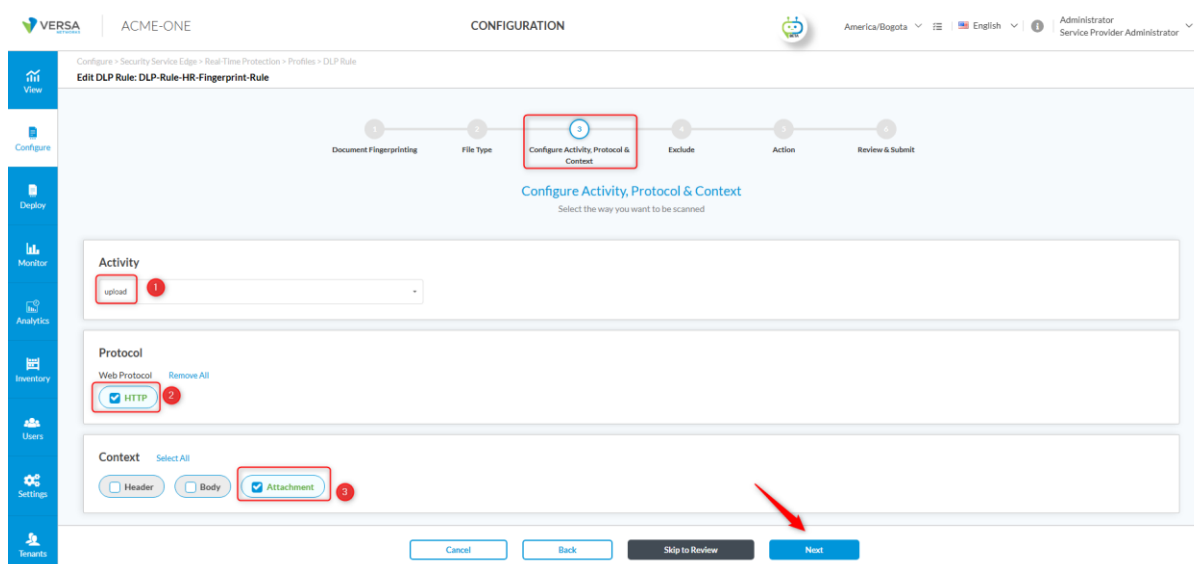 VERSA
NETWORKS
ACME-ONE
CONFIGURATION
America/Bogota
English
Administrator
Service Provider Administrator
Configure > Security Service Edge > Real-Time Protection > Profiles > DLP Rule
Edit DLP Rule: DLP-Rule-HR-Fingerprint-Rule
View
Configure
Deploy
Monitor
Analytics
Inventory
Users
Settings
Tenants
1
2
3
4
5
6
Document Fingerprinting
File Type
Configure Activity, Protocol &
Context
Exclude
Action
Review & Submit
Configure Activity, Protocol & Context
Select the way you want to be scanned
Activity
upload
1
Protocol
Web Protocol
Remove All
HTTP
2
Context
Select All
Header
Body
Attachment
3
Cancel
Back
Skip to Review
Next